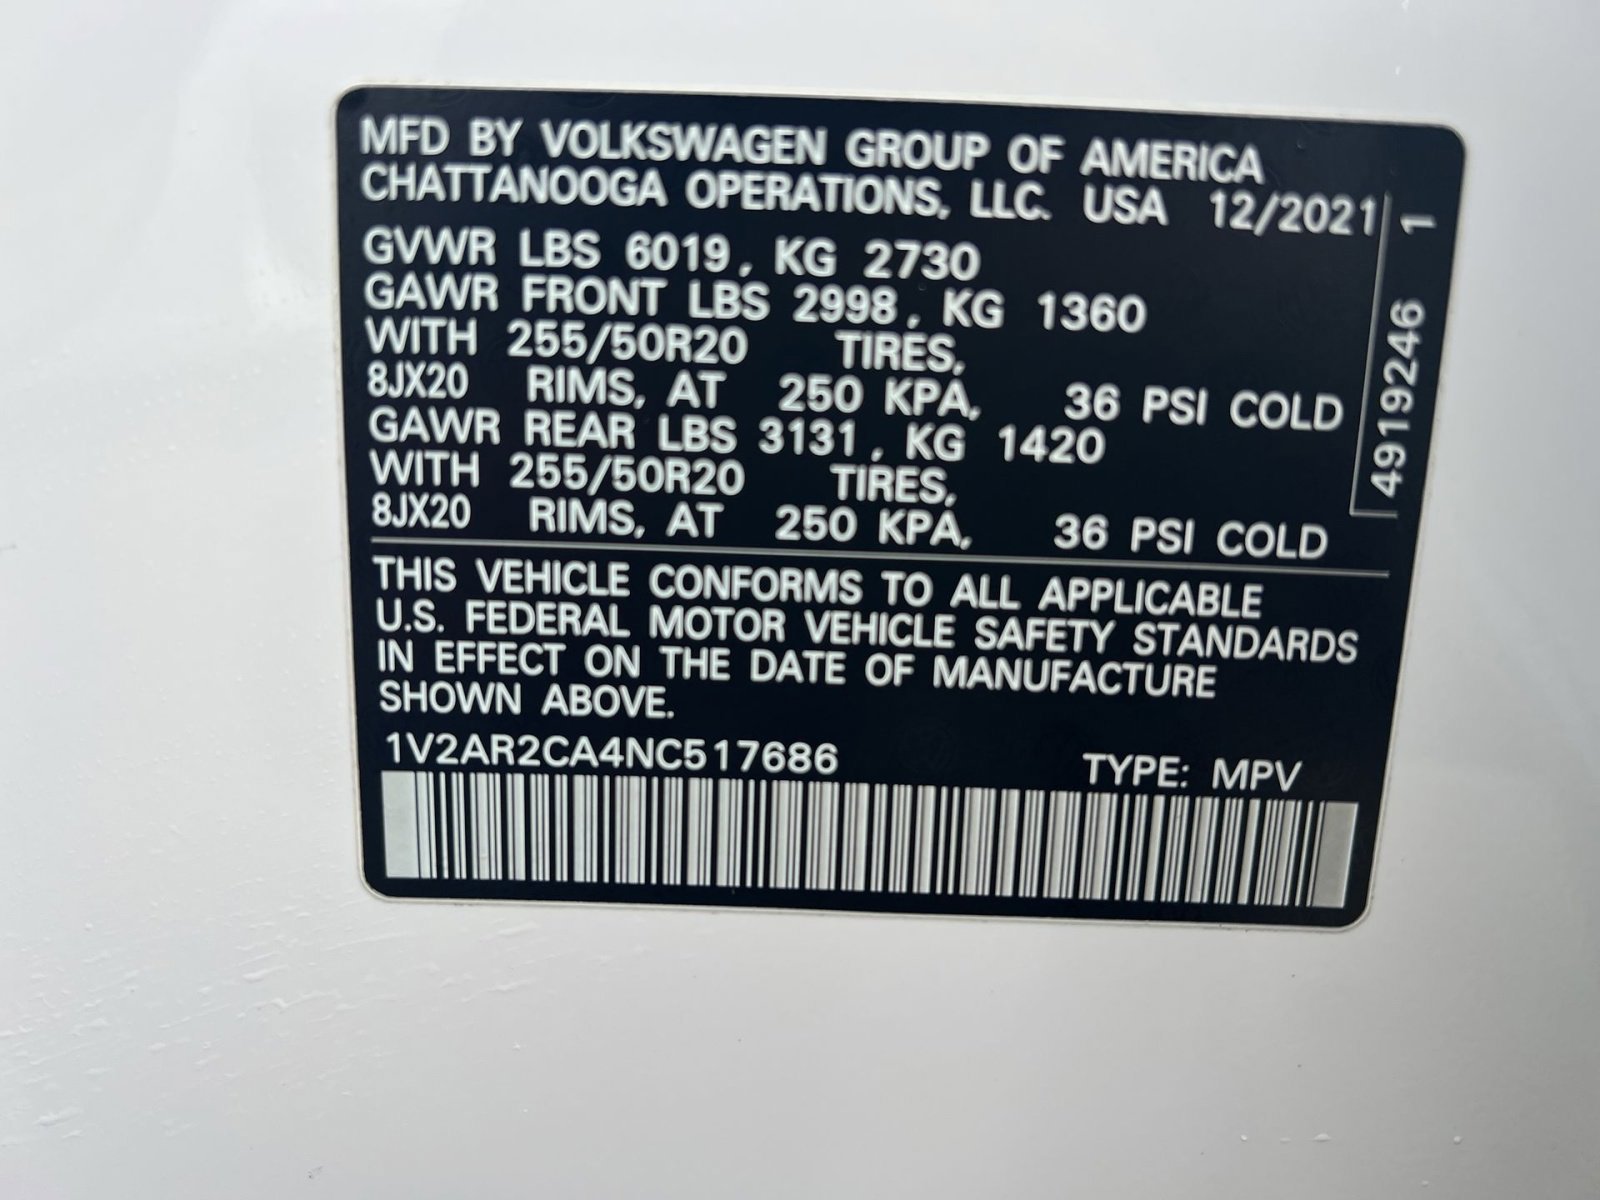 MFD BY VOLKSWAGEN GROUP OF AMERICA
CHATTANOOGA OPERATIONS, LLC. USA 12/2021
GVWR LBS 6019, KG 2730
GAWR FRONT LBS 2998, KG 1360
WITH 255/50R20 TIRES,
8JX20 RIMS, AT 250 KPA, 36 PSI COLD
GAWR REAR LBS 3131, KG 1420
WITH 255/50R20 TIRES,
8JX20 RIMS, AT 250 KPA, 36 PSI COLD
4919246 1
THIS VEHICLE CONFORMS TO ALL APPLICABLE
U.S. FEDERAL MOTOR VEHICLE SAFETY STANDARDS
IN EFFECT ON THE DATE OF MANUFACTURE
SHOWN ABOVE.
1V2AR2CA4NC517686 TYPE: MPV